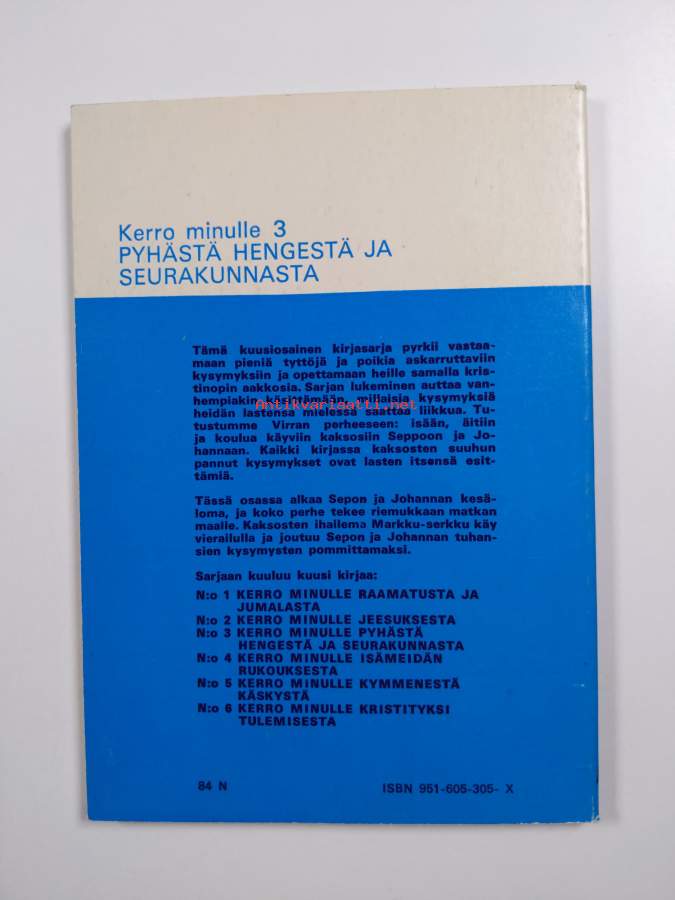 Kerro minulle 3
PYHÄSTÄ HENGESTÄ JA
SEURAKUNNASTA
Tämä kuusiosainen kirjasarja pyrkii vastaa-
maan pieniä tyttöjä ja poikia askarruttaviin
kysymyksiin ja opettamaan heille samalla kris-
tinopin aakkosia. Sarjan lukeminen auttaa van-
hempiakin käsittämään, millaisia kysymyksiä
Antikvariaatti.net
heidän lastensa mielessä saattaa liikkua. Tu-
tustumme Virran perheeseen: isään, äitiin
ja koulua käyviin kaksosiin Seppoon ja Jo-
hannaan. Kaikki kirjassa kaksosten suuhun
pannut kysymykset ovat lasten itsensä esit-
tämiä.
Tässä osassa alkaa Sepon ja Johannan kesä-
loma, ja koko perhe tekee riemukkaan matkan
maalle. Kaksosten ihailema Markku-serkku käy
vierailulla ja joutuu Sepon ja Johannan tuhan-
sien kysymysten pommittamaksi.
Sarjaan kuuluu kuusi kirjaa:
N:o 1 KERRO MINULLE RAAMATUSTA JA
JUMALASTA
N:o 2 KERRO MINULLE JEESUKSESTA
N:o 3 KERRO MINULLE PYHÄSTÄ
HENGESTÄ JA SEURAKUNNASTA
N:o 4 KERRO MINULLE ISÄMEIDÄN
RUKOUKSESTA
N:o 5 KERRO MINULLE KYMMENESTÄ
KÄSKYSTÄ
N:o 6 KERRO MINULLE KRISTITYKSI
TULEMISESTA
84 N
ISBN 951-605-305- X